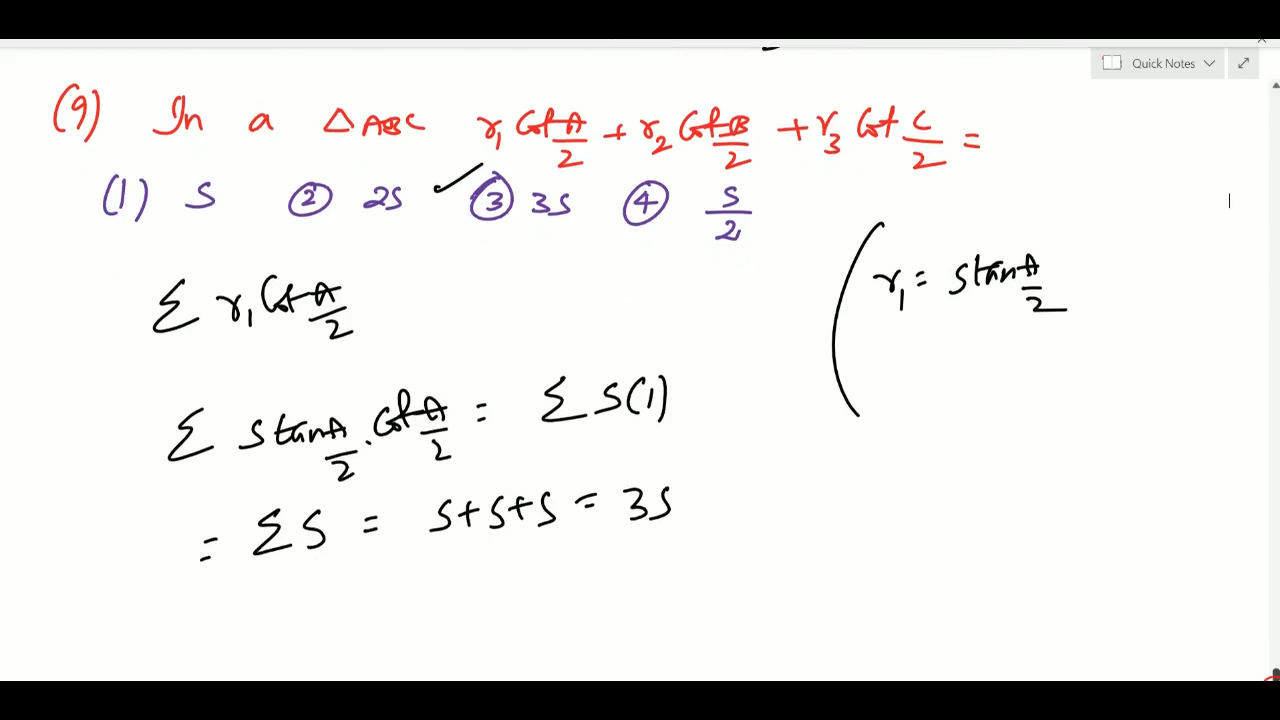 Quick Notes
(9) In a △ABC r₁ Cot A/2 + r₂ Cot B/2 + r₃ Cot C/2 =
(1) S ② 2S ✓ ③ 3S ④ S/2
r₁ = S tan A/2
Σ r₁ Cot A/2
Σ S tan A/2 . Cot A/2 = Σ S(1)
= Σ S = S+S+S = 3S